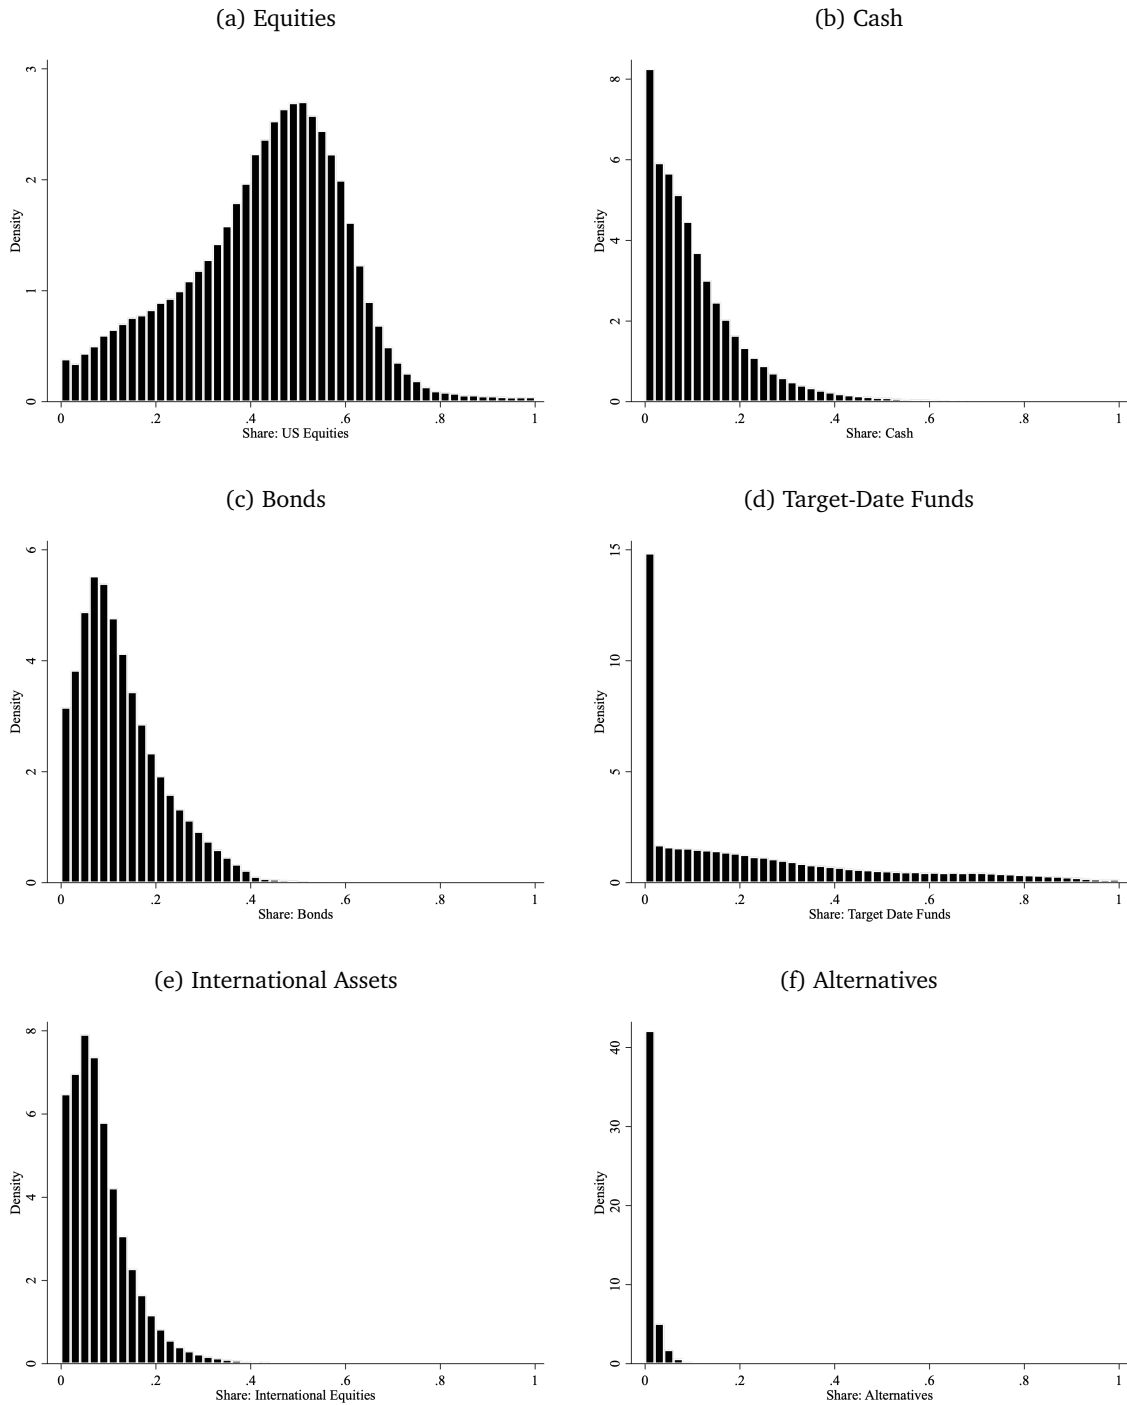 (a) Equities
3
2
1
0
Density
0 .2 .4 .6 .8 1
Share: US Equities
(b) Cash
8
6
4
2
0
Density
0 .2 .4 .6 .8 1
Share: Cash
(c) Bonds
6
4
2
0
Density
0 .2 .4 .6 .8 1
Share: Bonds
(d) Target-Date Funds
15
10
5
0
Density
0 .2 .4 .6 .8 1
Share: Target Date Funds
(e) International Assets
8
6
4
2
0
Density
0 .2 .4 .6 .8 1
Share: International Equities
(f) Alternatives
40
30
20
10
0
Density
0 .2 .4 .6 .8 1
Share: Alternatives